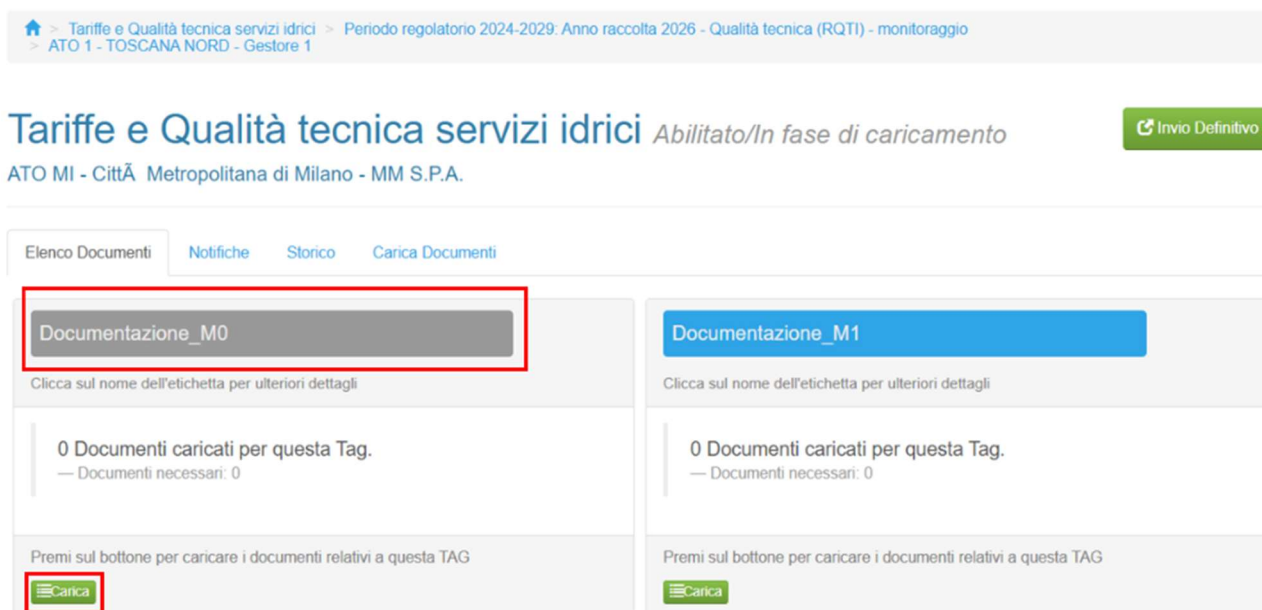 > Tariffe e Qualità tecnica servizi idrici > Periodo regolatorio 2024-2029: Anno raccolta 2026 - Qualità tecnica (RQTI) - monitoraggio
> ATO 1 - TOSCANA NORD - Gestore 1
Tariffe e Qualità tecnica servizi idrici Abilitato/In fase di caricamento
Invio Definitivo
ATO MI - CittÃ Metropolitana di Milano - MM S.P.A.
Elenco Documenti Notifiche Storico Carica Documenti
Documentazione_M0
Clicca sul nome dell'etichetta per ulteriori dettagli
0 Documenti caricati per questa Tag.
— Documenti necessari: 0
Premi sul bottone per caricare i documenti relativi a questa TAG
Carica
Documentazione_M1
Clicca sul nome dell'etichetta per ulteriori dettagli
0 Documenti caricati per questa Tag.
— Documenti necessari: 0
Premi sul bottone per caricare i documenti relativi a questa TAG
Carica